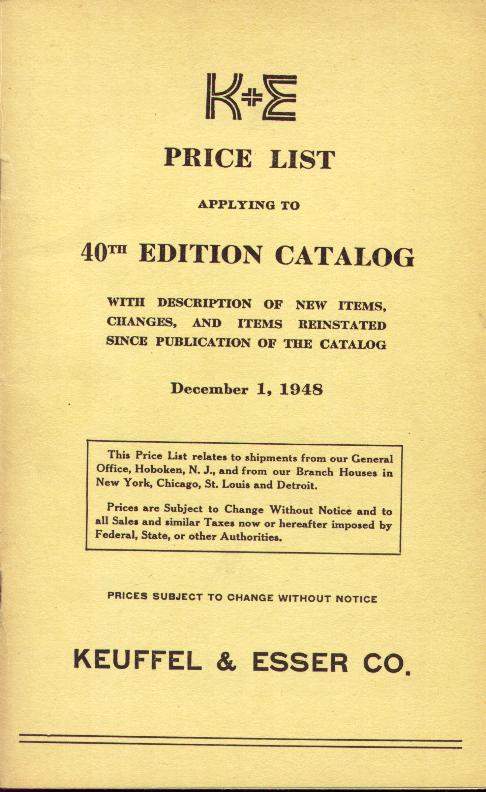 K+E
PRICE LIST
APPLYING TO
40TH EDITION CATALOG
WITH DESCRIPTION OF NEW ITEMS,
CHANGES, AND ITEMS REINSTATED
SINCE PUBLICATION OF THE CATALOG
December 1, 1948
This Price List relates to shipments from our General
Office, Hoboken, N. J., and from our Branch Houses in
New York, Chicago, St. Louis and Detroit.
Prices are Subject to Change Without Notice and to
all Sales and similar Taxes now or hereafter imposed by
Federal, State, or other Authorities.
PRICES SUBJECT TO CHANGE WITHOUT NOTICE
KEUFFEL & ESSER CO.